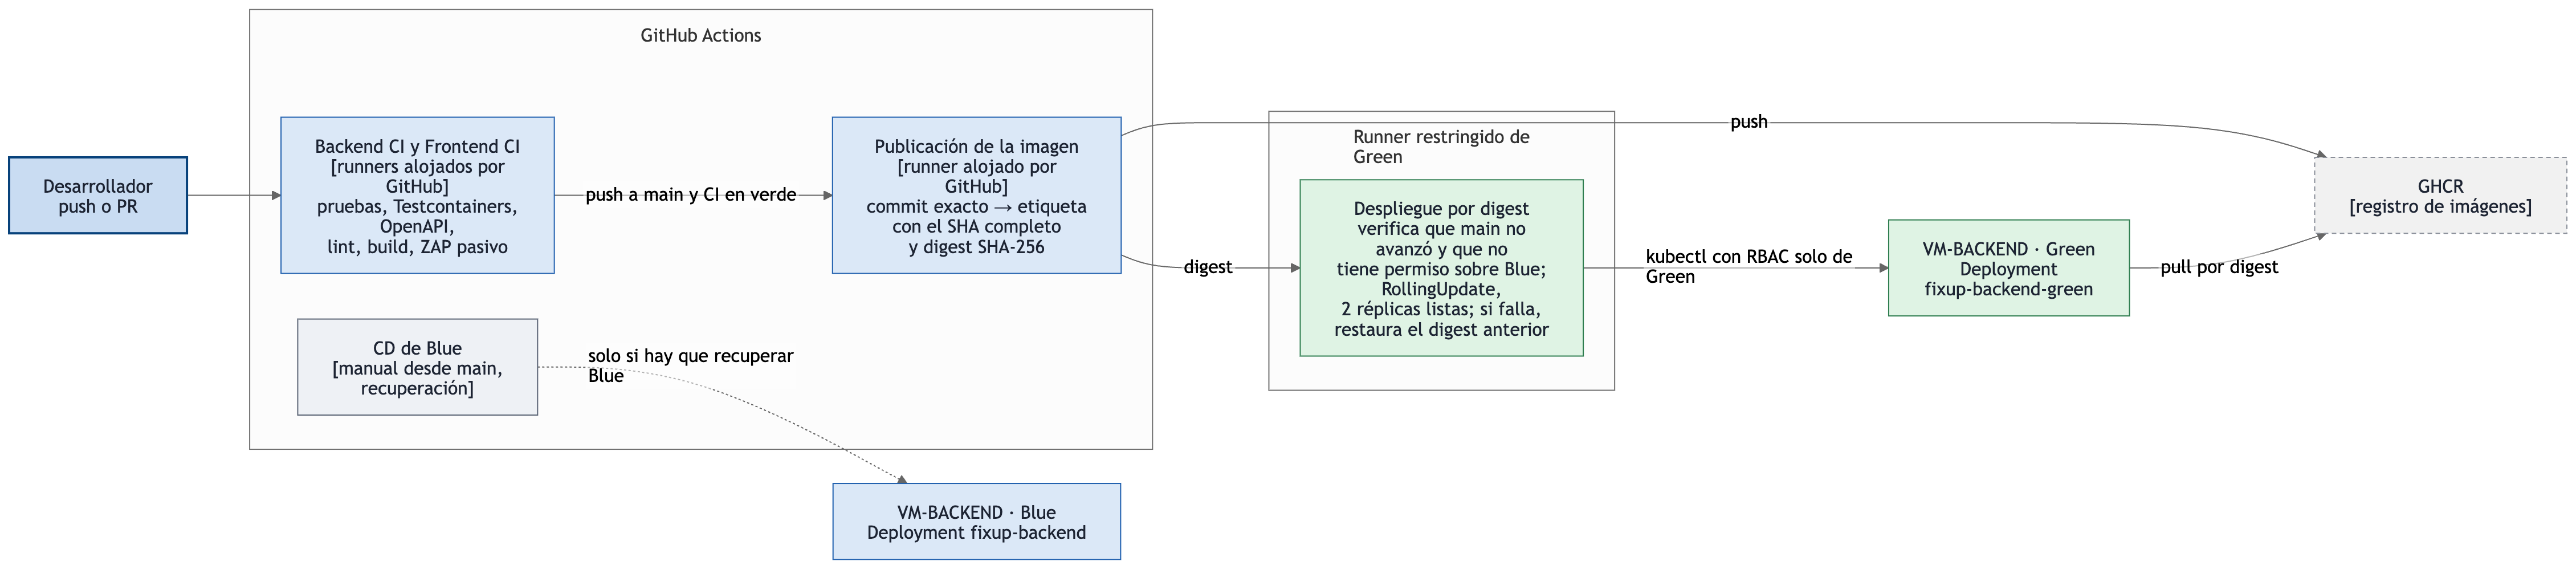 GitHub Actions
Desarrollador
push o PR
Backend CI y Frontend CI
[runners alojados por
GitHub]
pruebas, Testcontainers,
OpenAPI,
lint, build, ZAP pasivo
push a main y CI en verde
Publicación de la imagen
[runner alojado por
GitHub]
commit exacto → etiqueta
con el SHA completo
y digest SHA-256
CD de Blue
[manual desde main,
recuperación]
solo si hay que recuperar
Blue
VM-BACKEND · Blue
Deployment fixup-backend
push
digest
Runner restringido de
Green
Despliegue por digest
verifica que main no
avanzó y que no
tiene permiso sobre Blue;
RollingUpdate,
2 réplicas listas; si falla,
restaura el digest anterior
kubectl con RBAC solo de
Green
VM-BACKEND · Green
Deployment
fixup-backend-green
pull por digest
GHCR
[registro de imágenes]